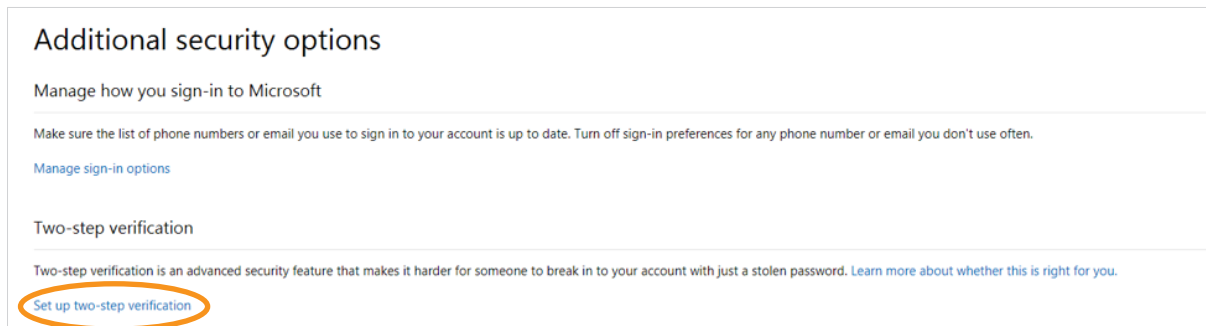 Additional security options
Manage how you sign-in to Microsoft
Make sure the list of phone numbers or email you use to sign in to your account is up to date. Turn off sign-in preferences for any phone number or email you don't use often.
Manage sign-in options
Two-step verification
Two-step verification is an advanced security feature that makes it harder for someone to break in to your account with just a stolen password. Learn more about whether this is right for you.
Set up two-step verification